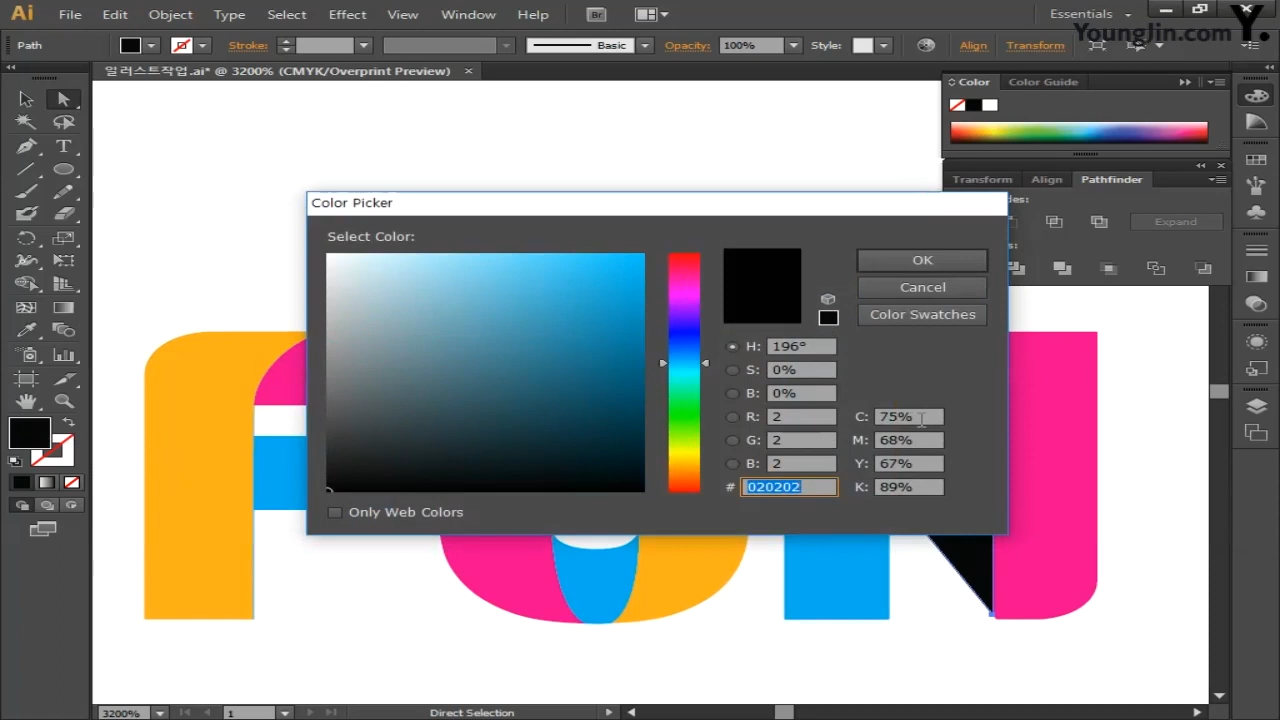 Ai File Edit Object Type Select Effect View Window Help Br Essentials
YoungJin.com Y.
Path Stroke: Basic Opacity: 100% Style: Align Transform
일러스트작업.ai* @ 3200% (CMYK/Overprint Preview) ×
Color Color Guide
Transform Align Pathfinder
des:
Expand
s:
Color Picker
Select Color:
OK
Cancel
Color Swatches
H: 196°
S: 0%
B: 0%
R: 2 C: 75%
G: 2 M: 68%
B: 2 Y: 67%
# 020202 K: 89%
Only Web Colors
3200% 1 Direct Selection